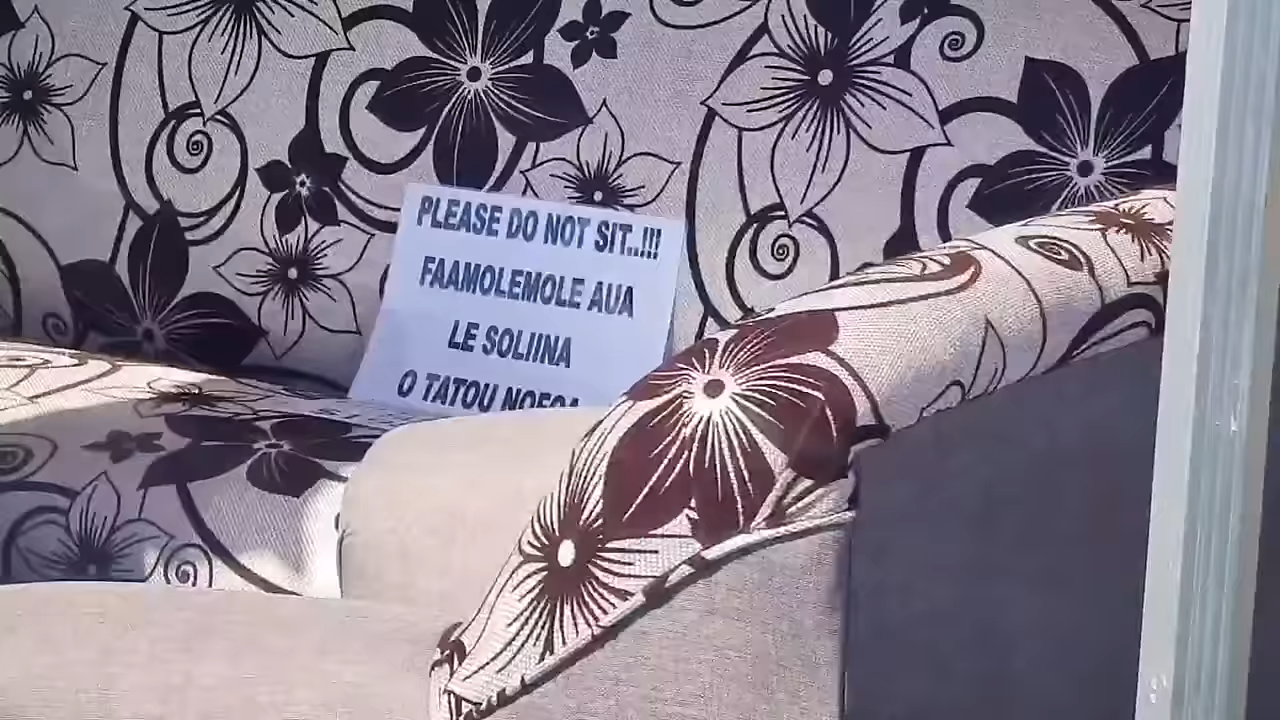 PLEASE DO NOT SIT..!!!
FAAMOLEMOLE AUA
LE SOLIINA
O TATOU